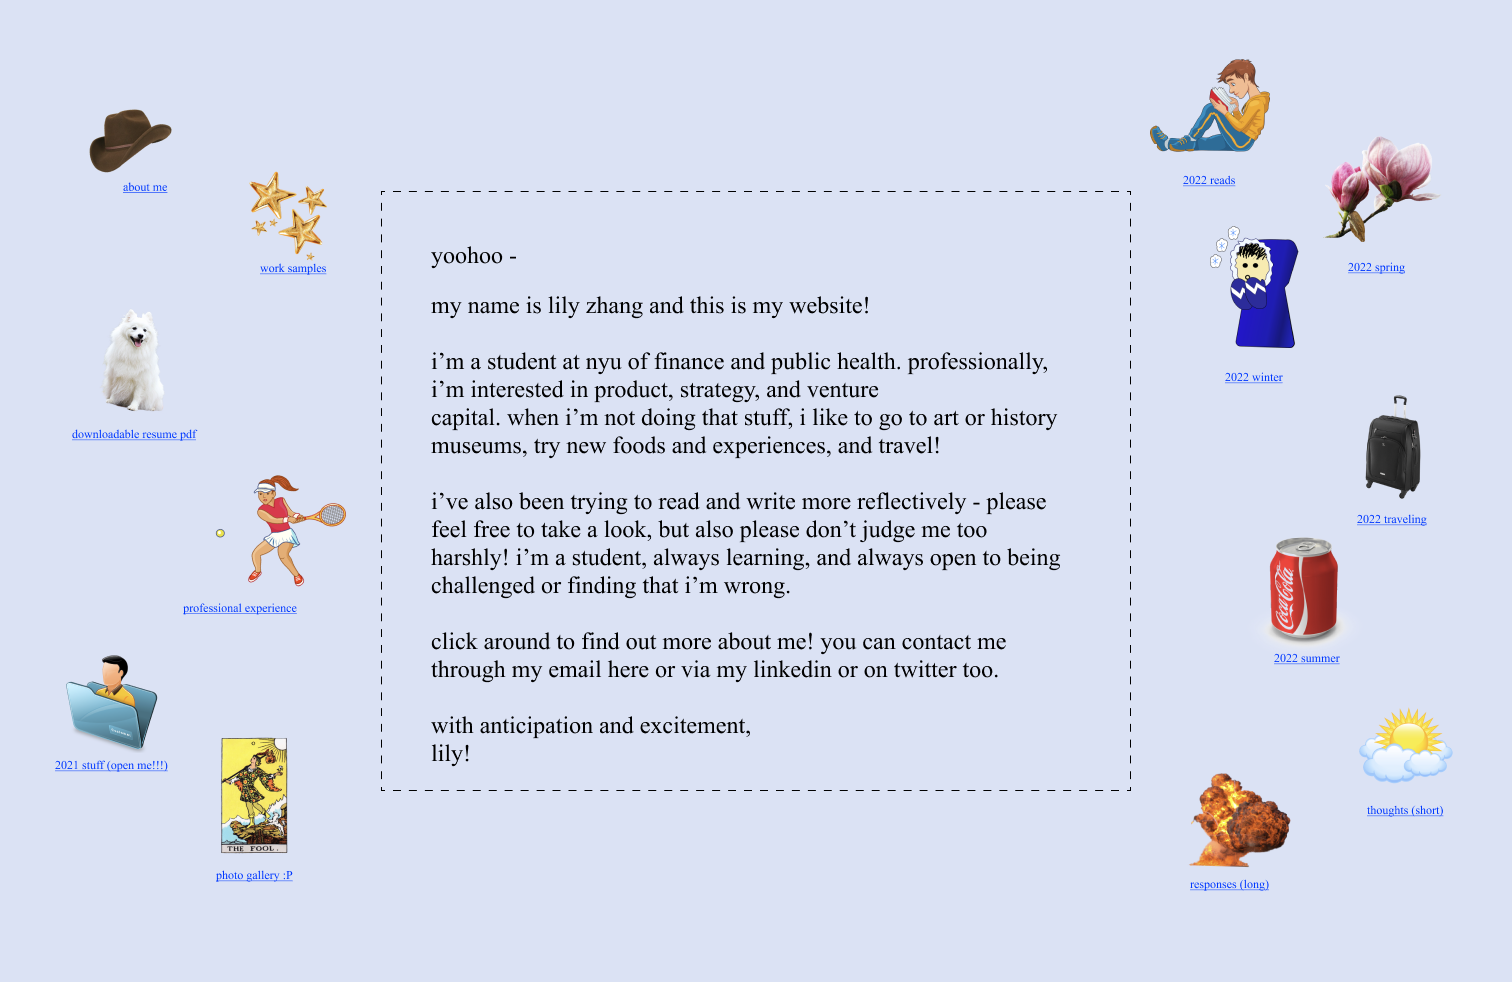 about me
work samples
downloadable resume pdf
professional experience
2021 stuff (open me!!!)
THE FOOL.
photo gallery :P
yoohoo -
my name is lily zhang and this is my website!
i’m a student at nyu of finance and public health. professionally,
i’m interested in product, strategy, and venture
capital. when i’m not doing that stuff, i like to go to art or history
museums, try new foods and experiences, and travel!
i’ve also been trying to read and write more reflectively - please
feel free to take a look, but also please don’t judge me too
harshly! i’m a student, always learning, and always open to being
challenged or finding that i’m wrong.
click around to find out more about me! you can contact me
through my email here or via my linkedin or on twitter too.
with anticipation and excitement,
lily!
2022 reads
2022 spring
2022 winter
2022 traveling
Coca-Cola
2022 summer
thoughts (short)
responses (long)